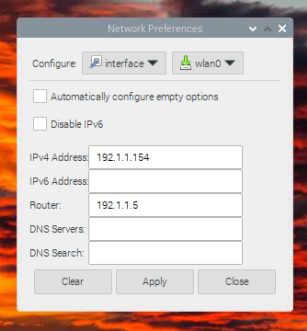 Network Preferences
Configure: interface wlan0
Automatically configure empty options
Disable IPv6
IPv4 Address: 192.1.1.154
IPv6 Address:
Router: 192.1.1.5
DNS Servers:
DNS Search:
Clear Apply Close